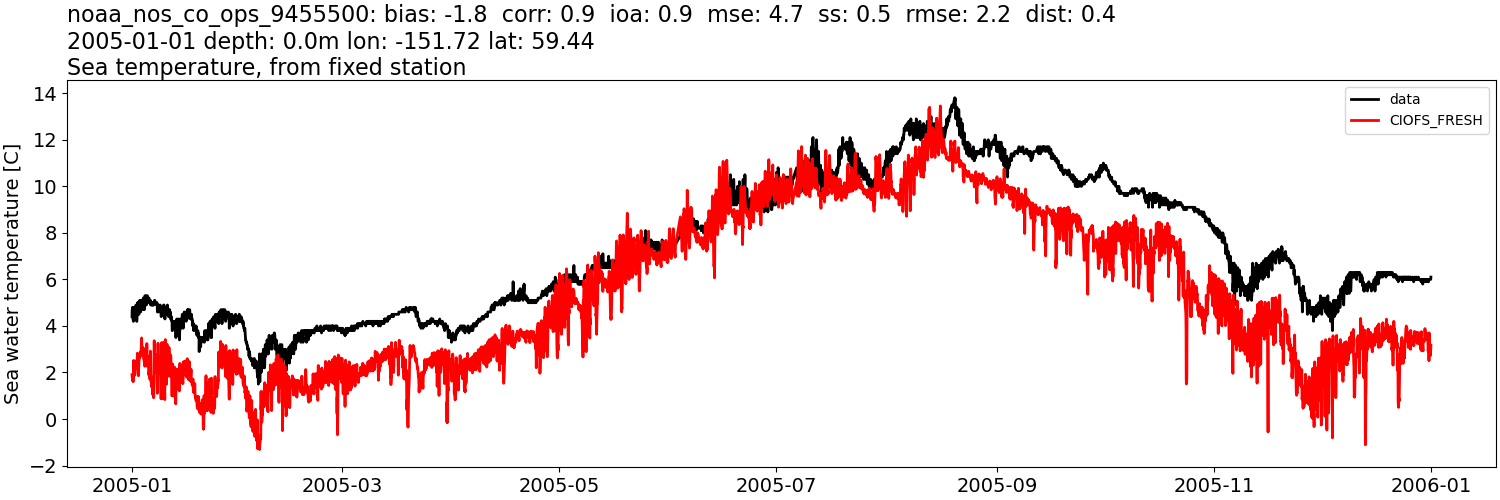 noaa_nos_co_ops_9455500: bias: -1.8 corr: 0.9 ioa: 0.9 mse: 4.7 ss: 0.5 rmse: 2.2 dist: 0.4
2005-01-01 depth: 0.0m lon: -151.72 lat: 59.44
Sea temperature, from fixed station
Sea water temperature [C]
14
12
10
8
6
4
2
0
−2
data
CIOFS_FRESH
2005-01 2005-03 2005-05 2005-07 2005-09 2005-11 2006-01